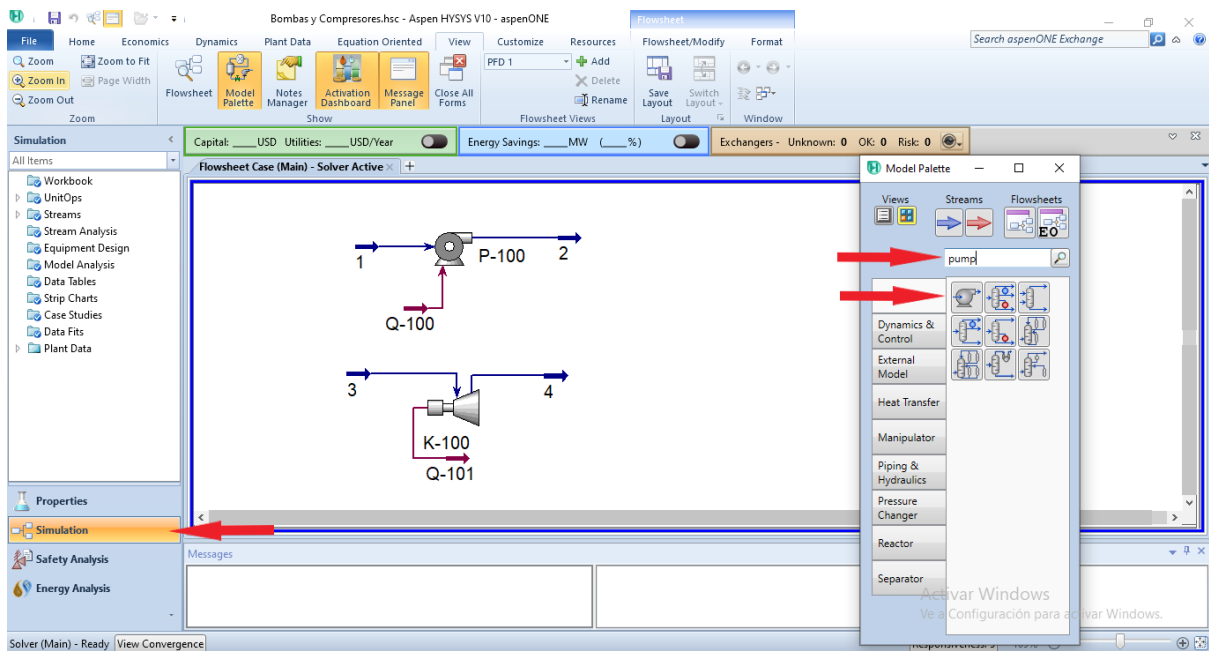 Bombas y Compresores.hsc - Aspen HYSYS V10 - aspenONE
Flowsheet
File Home Economics Dynamics Plant Data Equation Oriented View Customize Resources Flowsheet/Modify Format
Search aspenONE Exchange
Zoom Zoom to Fit
Zoom In Page Width
Zoom Out
Zoom
Flowsheet
Model Palette
Notes Manager
Activation Dashboard
Message Panel
Close All Forms
Show
PFD 1
Add
Delete
Rename
Flowsheet Views
Save Layout
Switch Layout
Layout
Window
Simulation <
All Items
Capital: ____USD Utilities: ____USD/Year
Energy Savings: ____MW (____%)
Exchangers - Unknown: 0 OK: 0 Risk: 0
Flowsheet Case (Main) - Solver Active × +
Workbook
UnitOps
Streams
Stream Analysis
Equipment Design
Model Analysis
Data Tables
Strip Charts
Case Studies
Data Fits
Plant Data
1
P-100
2
Q-100
3
4
K-100
Q-101
Model Palette
Views Streams Flowsheets
EO
pump
Dynamics &
Control
External
Model
Heat Transfer
Manipulator
Piping &
Hydraulics
Pressure
Changer
Reactor
Separator
Properties
Simulation
Safety Analysis
Energy Analysis
Messages
Activar Windows
Ve a Configuración para activar Windows.
Solver (Main) - Ready View Convergence